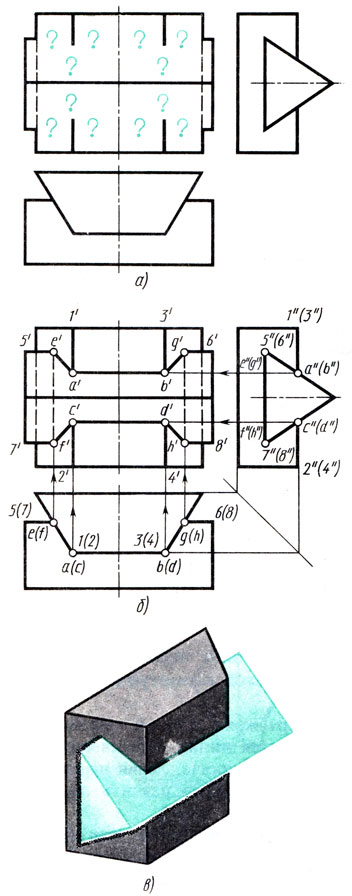 ? ? ? ?
? ?
? ?
? ? ? ?
а)
1' 3'
5' e' g' 6' 1"(3")
5"(6")
a' b' e"(g') a"(b")
c' d' c"(d")
f"(h")
7' f' h' 8' 7"(8")
2' 4' 2"(4")
5(7) 6(8)
e(f) 1(2) 3(4) g(h)
a(c) b(d)
б)
в)